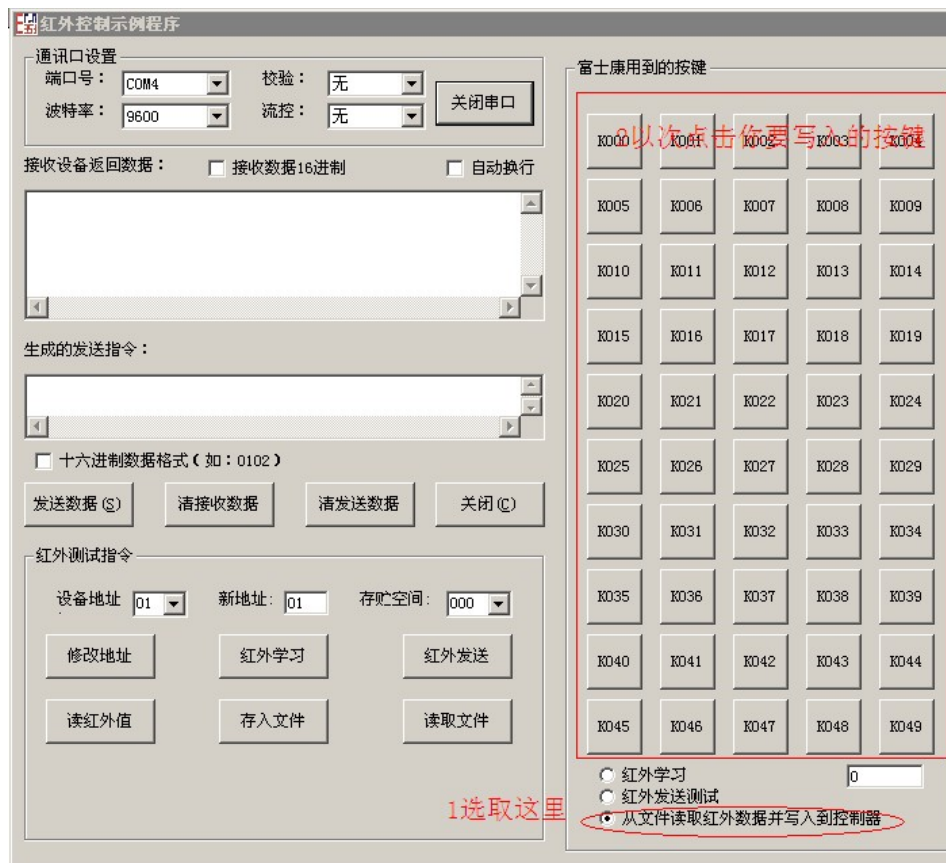 红外控制示例程序
通讯口设置
端口号： COM4 校验： 无
波特率： 9600 流控： 无
关闭串口
接收设备返回数据： 接收数据16进制 自动换行
生成的发送指令：
十六进制数据格式(如：0102)
发送数据(S) 清接收数据 清发送数据 关闭(C)
红外测试指令
设备地址 01 新地址: 01 存贮空间: 000
修改地址 红外学习 红外发送
读红外值 存入文件 读取文件
富士康用到的按键
2以次点击你要写入的按键
K000 K001 K002 K003 K004
K005 K006 K007 K008 K009
K010 K011 K012 K013 K014
K015 K016 K017 K018 K019
K020 K021 K022 K023 K024
K025 K026 K027 K028 K029
K030 K031 K032 K033 K034
K035 K036 K037 K038 K039
K040 K041 K042 K043 K044
K045 K046 K047 K048 K049
红外学习 0
红外发送测试
1选取这里
从文件读取红外数据并写入到控制器